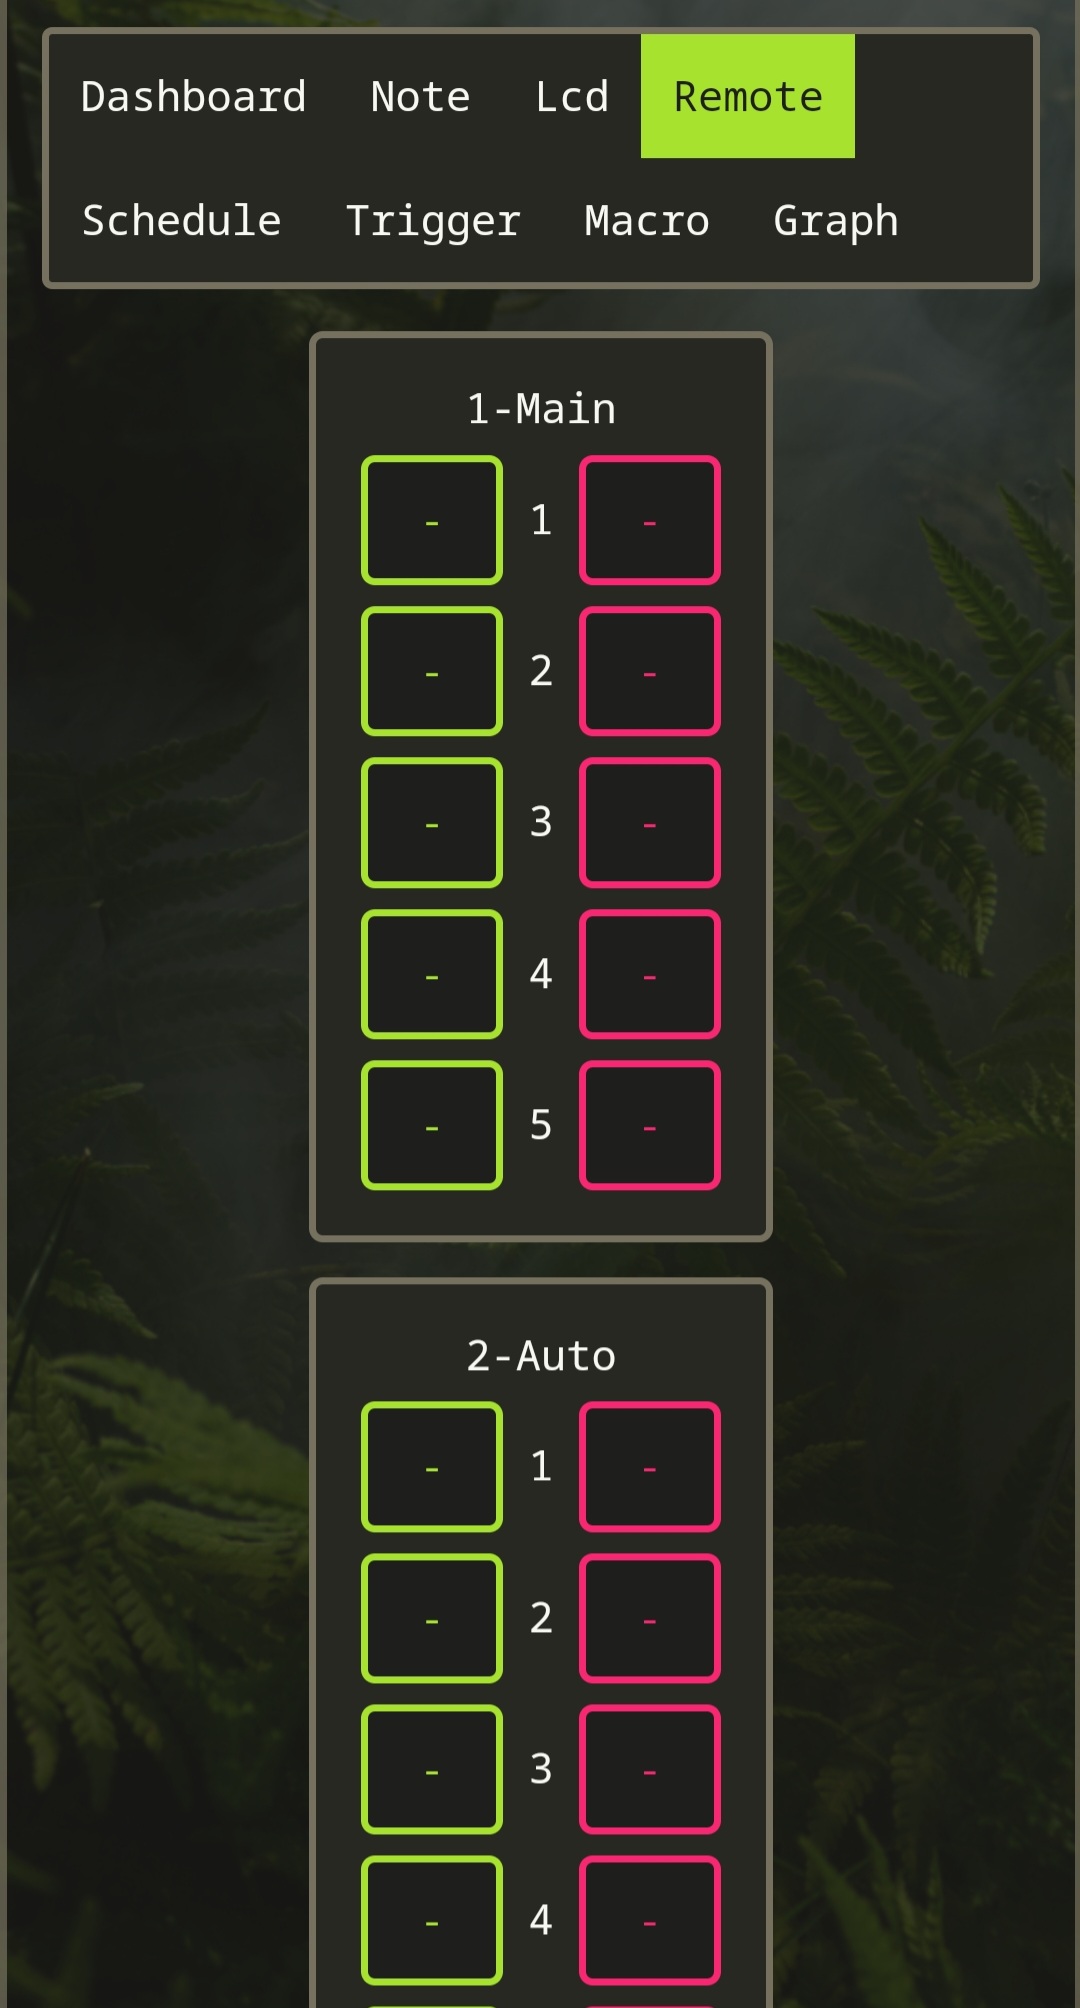 Dashboard Note Lcd Remote
Schedule Trigger Macro Graph
1-Main
- 1 -
- 2 -
- 3 -
- 4 -
- 5 -
2-Auto
- 1 -
- 2 -
- 3 -
- 4 -